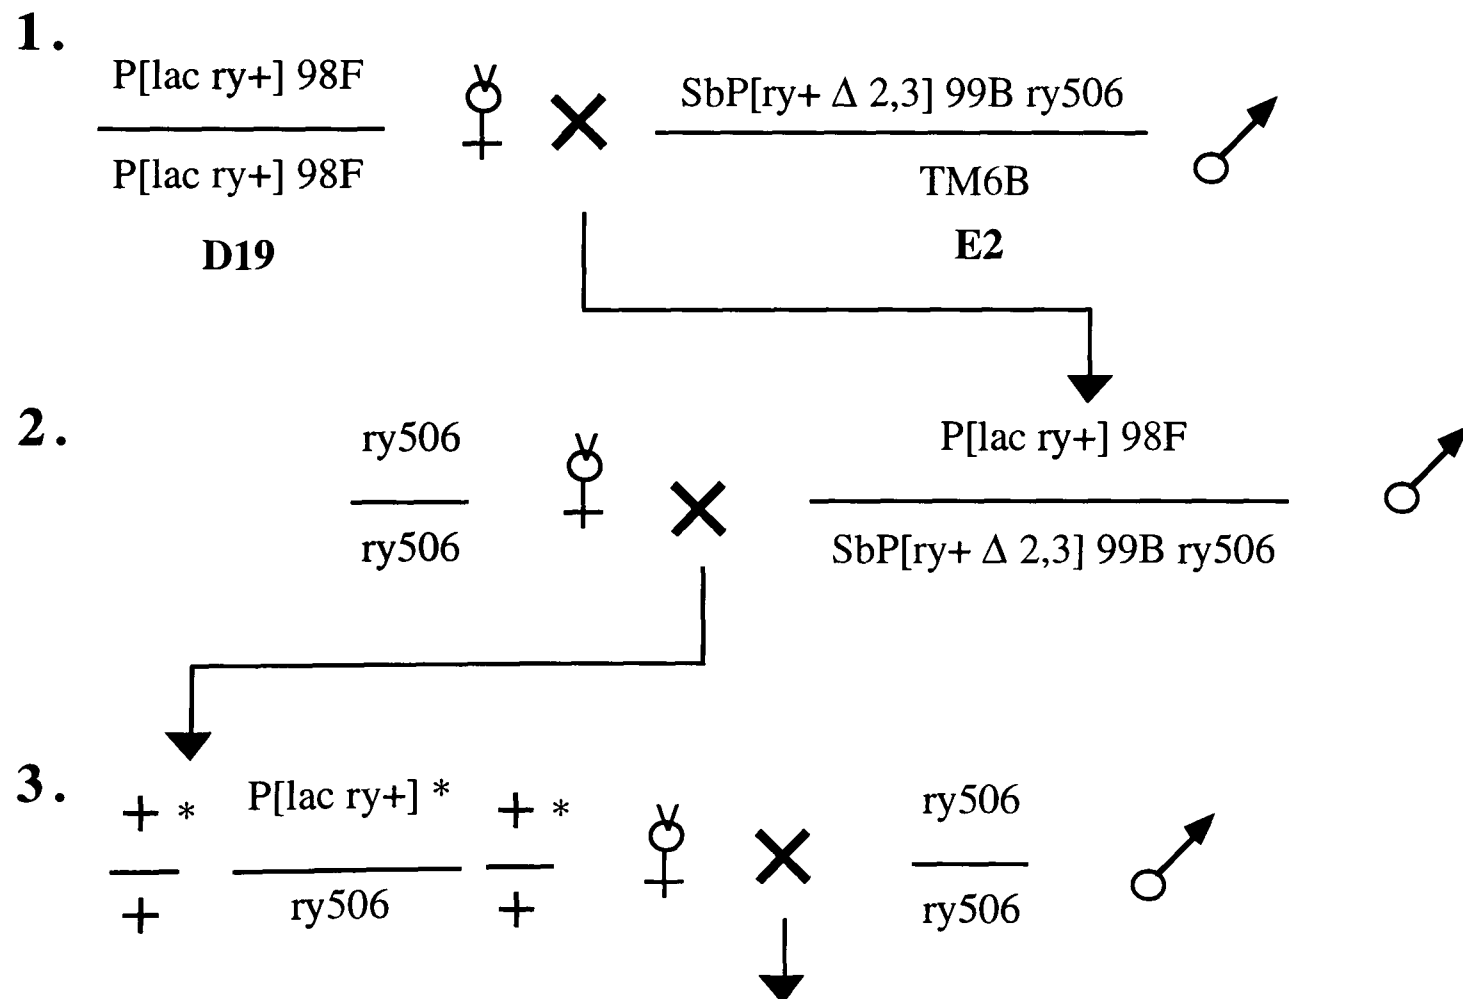 1.
P[lac ry+] 98F
P[lac ry+] 98F
D19
SbP[ry+ Δ 2,3] 99B ry506
TM6B
E2
2.
ry506
ry506
P[lac ry+] 98F
SbP[ry+ Δ 2,3] 99B ry506
3.
+ * P[lac ry+] * + *
+ ry506 +
ry506
ry506